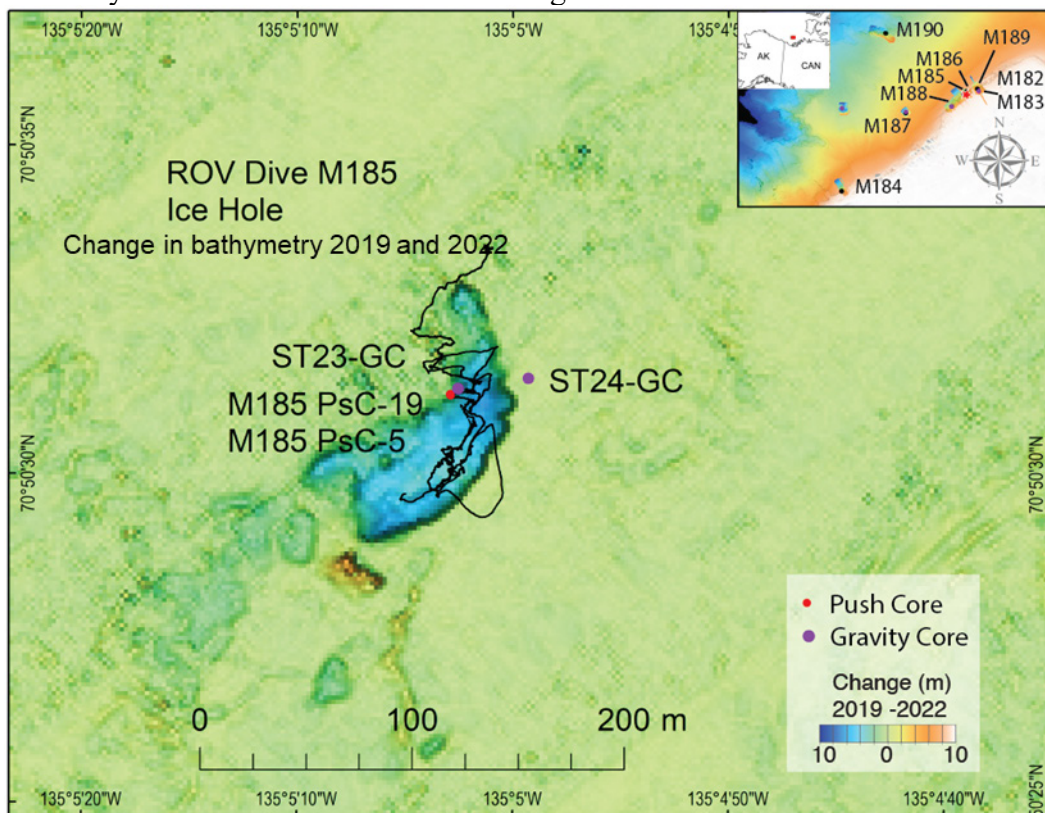 135°5'20"W 135°5'10"W 135°5'W 135°4'
70°50'35"N
ROV Dive M185
Ice Hole
Change in bathymetry 2019 and 2022
AK CAN
M190
M189
M186
M185
M182
M188
M183
M187
M184
N
W E
S
ST23-GC
ST24-GC
M185 PsC-19
M185 PsC-5
70°50'30"N 70°50'30"N
Push Core
Gravity Core
Change (m)
2019 -2022
10 0 10
0 100 200 m
50'25"N
135°5'20"W 135°5'10"W 135°5'W 135°4'50"W 135°4'40"W